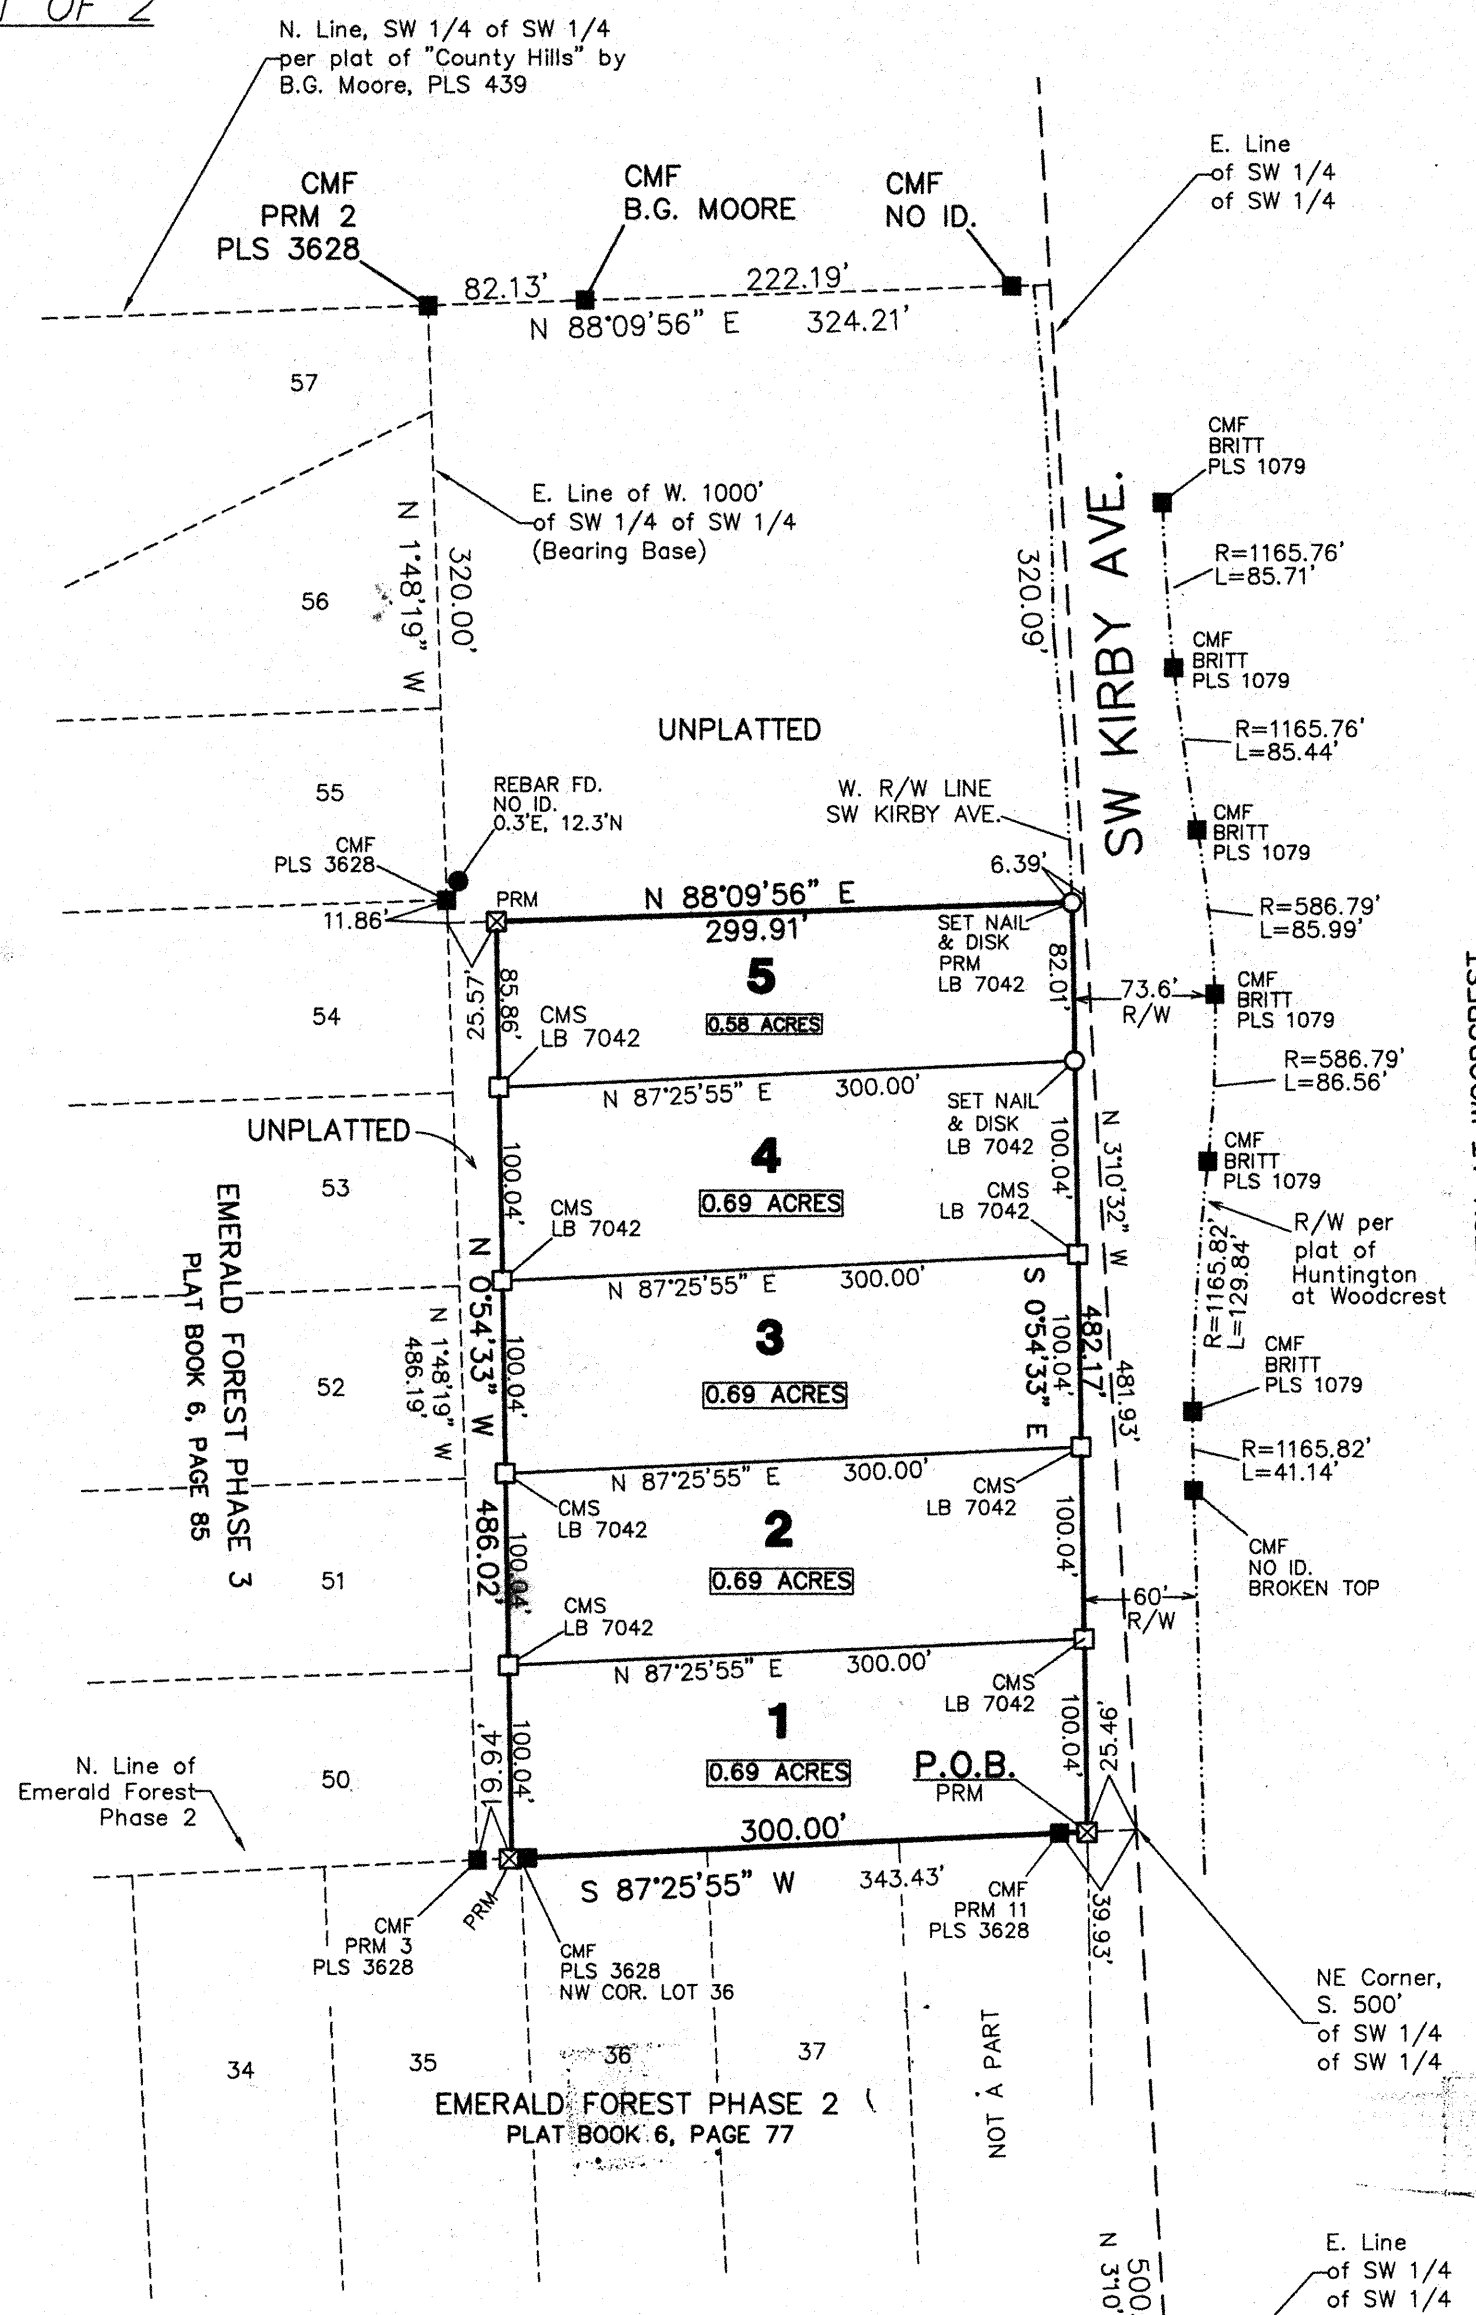 OF 2
N. Line, SW 1/4 of SW 1/4
per plat of "County Hills" by
B.G. Moore, PLS 439
E. Line
of SW 1/4
of SW 1/4
CMF
PRM 2
PLS 3628
CMF
B.G. MOORE
CMF
NO ID.
82.13'
222.19'
N 88°09'56" E 324.21'
57
CMF
BRITT
PLS 1079
E. Line of W. 1000'
of SW 1/4 of SW 1/4
(Bearing Base)
N 1°48'19" W
320.00'
320.09'
SW KIRBY AVE.
R=1165.76'
L=85.71'
56
CMF
BRITT
PLS 1079
UNPLATTED
R=1165.76'
L=85.44'
55
REBAR FD.
NO ID.
0.3'E, 12.3'N
W. R/W LINE
SW KIRBY AVE.
CMF
BRITT
PLS 1079
CMF
PLS 3628
6.39'
11.86'
PRM
N 88°09'56" E
299.91'
SET NAIL
& DISK
PRM
LB 7042
R=586.79'
L=85.99'
25.57'
85.86'
5
0.58 ACRES
82.01'
73.6'
R/W
CMF
BRITT
PLS 1079
54
CMS
LB 7042
N 87°25'55" E 300.00'
SET NAIL
& DISK
LB 7042
R=586.79'
L=86.56'
UNPLATTED
100.04'
4
0.69 ACRES
100.04'
N 3°10'32" W
CMF
BRITT
PLS 1079
53
CMS
LB 7042
CMS
LB 7042
R/W per
plat of
Huntington
at Woodcrest
R=1165.82'
L=129.84'
EMERALD FOREST PHASE 3
PLAT BOOK 6, PAGE 85
N 0°54'33" W
N 87°25'55" E 300.00'
S 0°54'33" E
482.17'
3
0.69 ACRES
100.04'
100.04'
481.93'
CMF
BRITT
PLS 1079
52
N 1°48'19" W
486.19'
R=1165.82'
L=41.14'
N 87°25'55" E 300.00'
CMS
LB 7042
CMS
LB 7042
486.02'
100.04'
2
0.69 ACRES
100.04'
CMF
NO ID.
BROKEN TOP
51
60'
R/W
CMS
LB 7042
N 87°25'55" E 300.00'
CMS
LB 7042
1
0.69 ACRES
100.04'
100.04'
25.46'
19.94'
P.O.B.
PRM
N. Line of
Emerald Forest
Phase 2
50
300.00'
S 87°25'55" W
343.43'
39.93'
PRM
CMF
PRM 3
PLS 3628
CMF
PLS 3628
NW COR. LOT 36
CMF
PRM 11
PLS 3628
NE Corner,
S. 500'
of SW 1/4
of SW 1/4
34
35
36
37
NOT A PART
EMERALD FOREST PHASE 2
PLAT BOOK 6, PAGE 77
N 3°10'
500.
E. Line
of SW 1/4
of SW 1/4